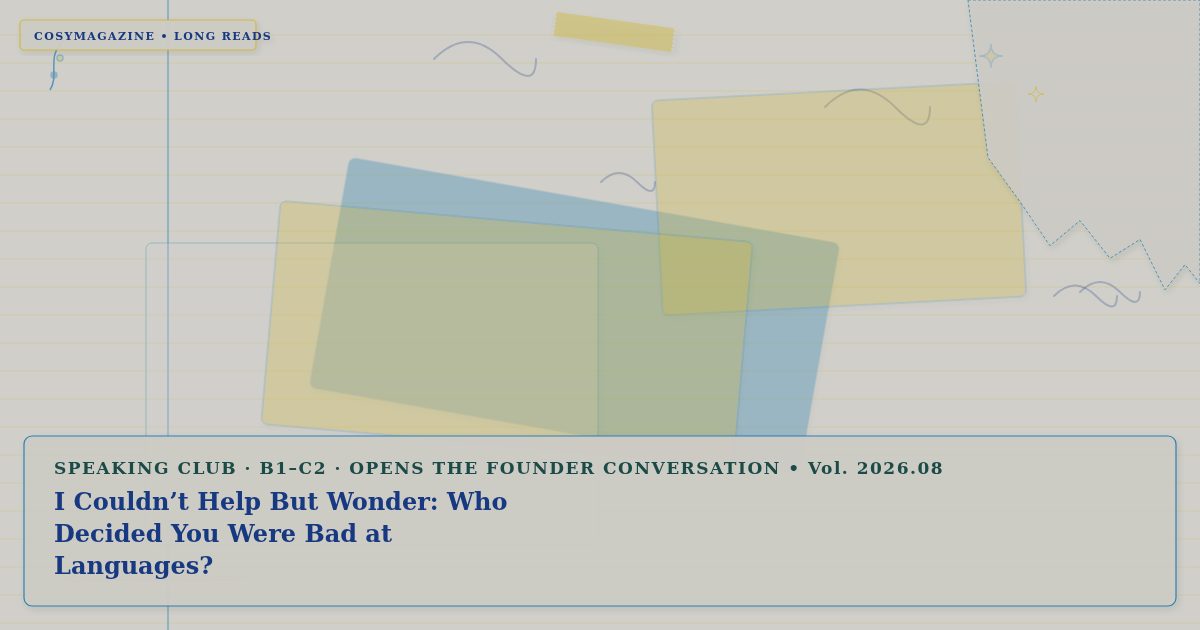 COSYMAGAZINE • LONG READS
SPEAKING CLUB · B1–C2 · OPENS THE FOUNDER CONVERSATION • Vol. 2026.08
I Couldn’t Help But Wonder: Who
Decided You Were Bad at
Languages?